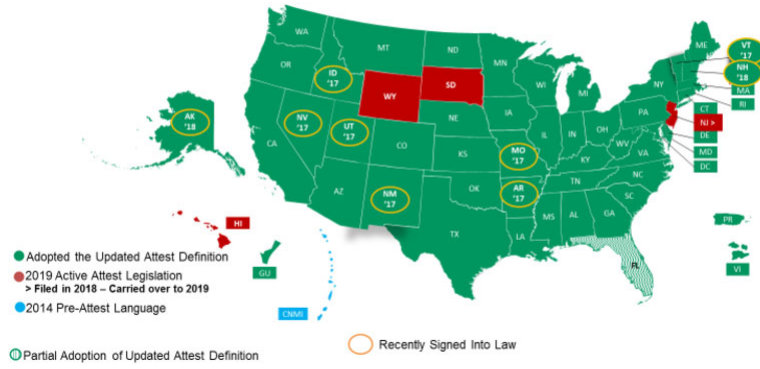 WA
MT
ND
MN
ME
VT
'17
NH
'18
OR
ID
'17
WY
SD
WI
MI
NY
MA
RI
CT
NJ >
PA
DE
MD
DC
AK
'18
NV
'17
UT
'17
NE
IA
IL
IN
OH
WV
VA
CA
CO
KS
MO
'17
KY
NC
TN
SC
AZ
NM
'17
OK
AR
'17
MS
AL
GA
TX
LA
FL
PR
VI
HI
GU
CNMI
Adopted the Updated Attest Definition
2019 Active Attest Legislation
> Filed in 2018 – Carried over to 2019
2014 Pre-Attest Language
Partial Adoption of Updated Attest Definition
Recently Signed Into Law